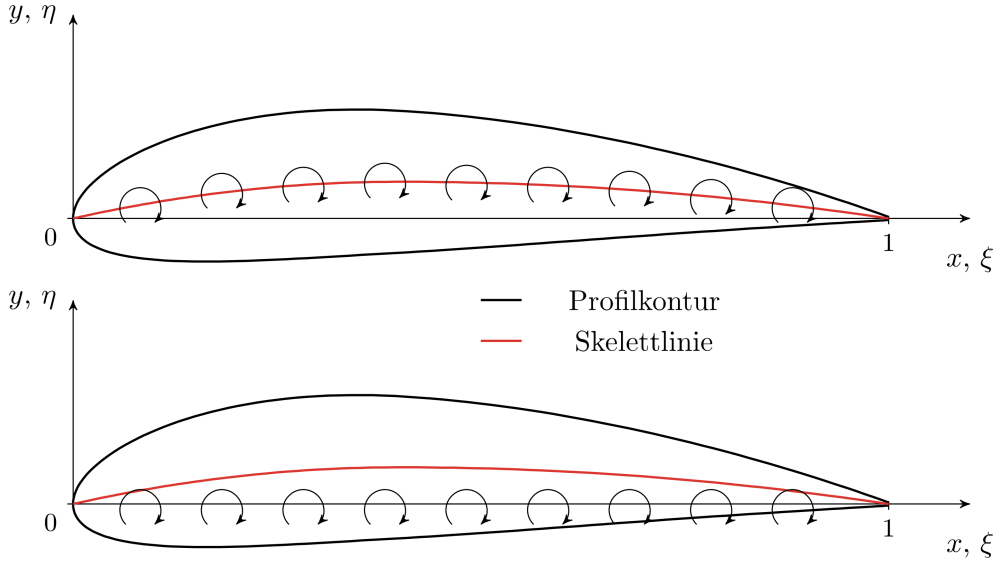 y, η
0
1
x, ξ
y, η
Profilkontur
Skelettlinie
0
1
x, ξ